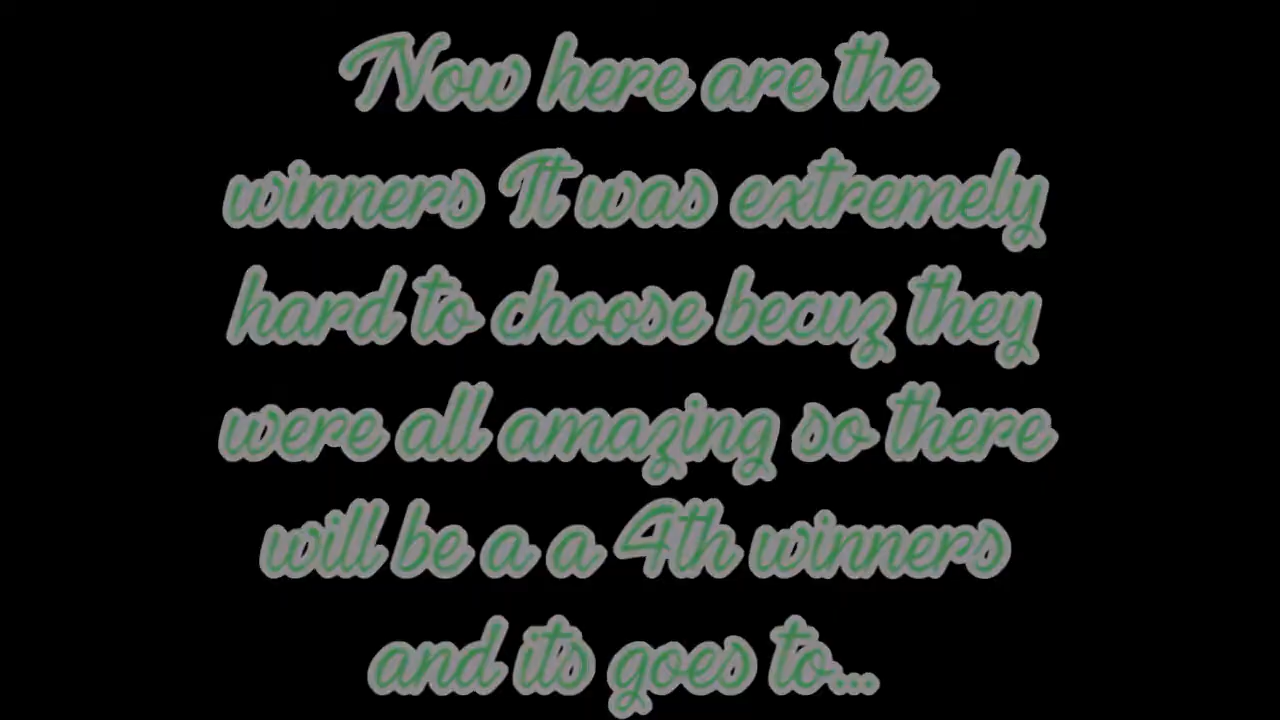 Now here are the
winners It was extremely
hard to choose becuz they
were all amazing so there
will be a a 4th winners
and its goes to...